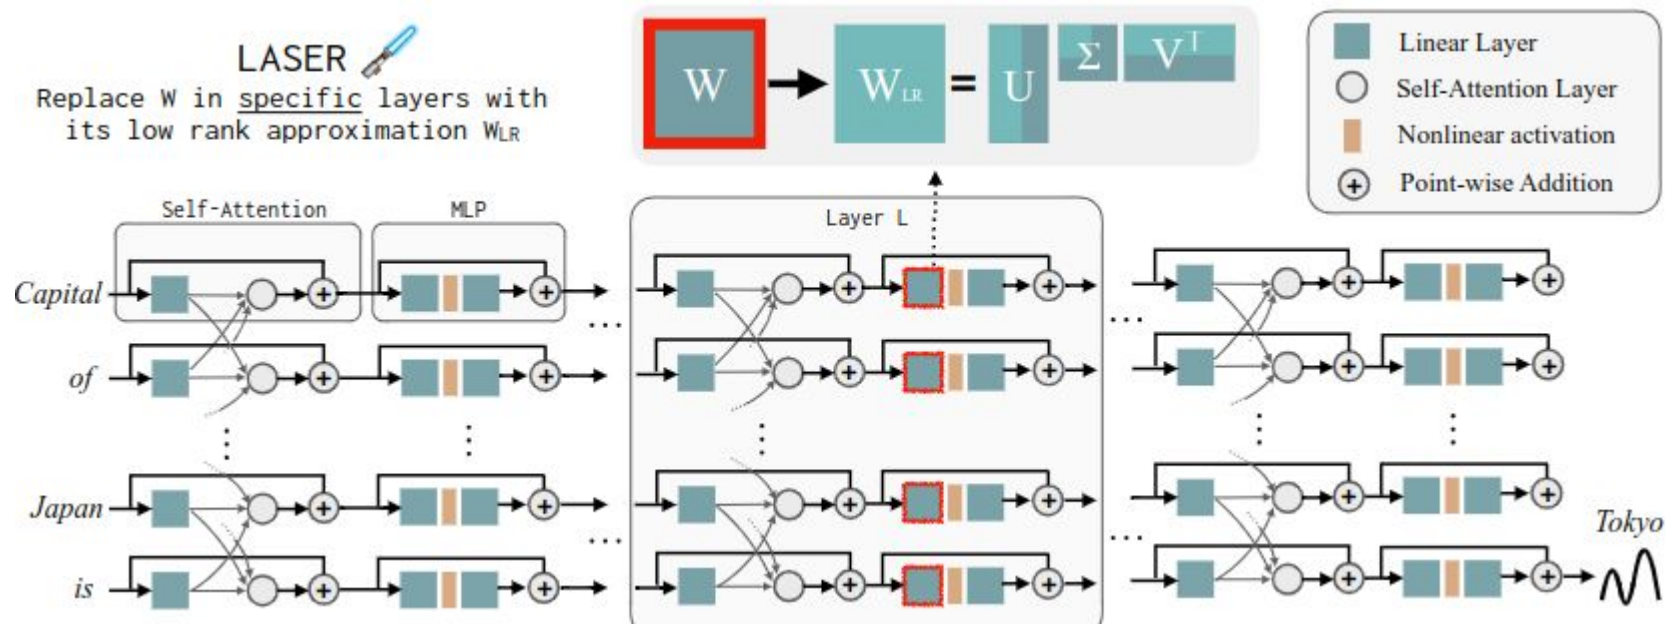 LASER
Replace W in specific layers with
its low rank approximation WLR
W
WLR
=
U
Σ
V⊤
Linear Layer
Self-Attention Layer
Nonlinear activation
Point-wise Addition
Self-Attention
MLP
Layer L
Capital
of
Japan
is
Tokyo